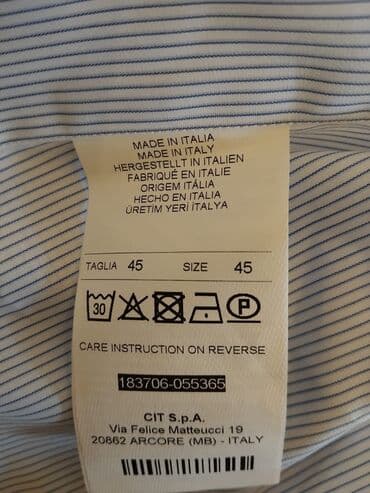 MADE IN ITALIA
MADE IN ITALY
HERGESTELLT IN ITALIEN
FABRIQUÉ EN ITALIE
ORIGEM ITÁLIA
HECHO EN ITALIA
ÜRETIM YERI İTALYA
TAGLIA 45 SIZE 45
30 P
CARE INSTRUCTION ON REVERSE
183706-055365
CIT S.p.A.
Via Felice Matteucci 19
20862 ARCORE (MB) - ITALY